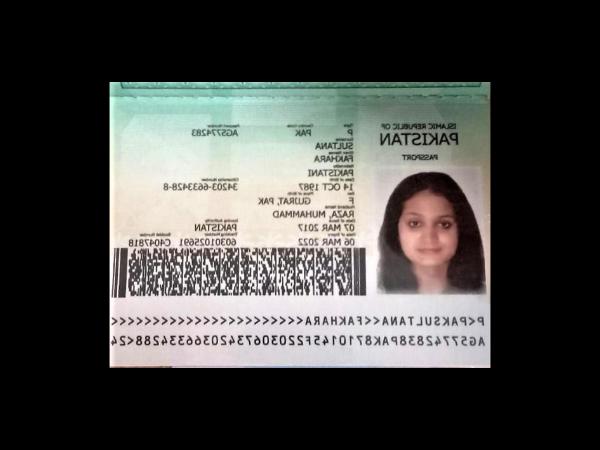 ISLAMIC REPUBLIC OF
PAKISTAN
PASSPORT
Type Country Code Passport Number
P PAK AG5774283
Surname
SULTANA
Given Names
FAKHARA
Nationality
PAKISTANI
Date of Birth Citizenship Number
14 OCT 1987 34203-6633428-8
Sex Place of Birth
F GUJRAT, PAK
Husband Name
RAZA, MUHAMMAD
Date of Issue Issuing Authority
07 MAR 2017 PAKISTAN
Date of Expiry Tracking Number Booklet Number
06 MAR 2022 60301025691 C4047818
P<PAKSULTANA<<FAKHARA<<<<<<<<<<<<<<<<<<<<<<<
AG57742838PAK8710145F22030673420366334288<24